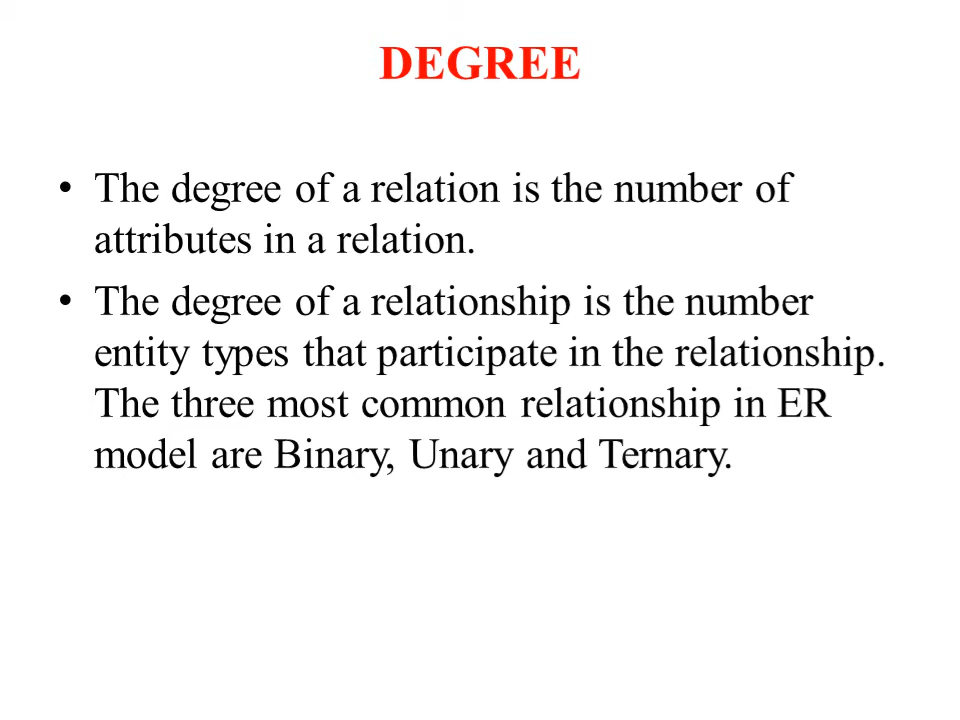 DEGREE
• The degree of a relation is the number of
attributes in a relation.
• The degree of a relationship is the number
entity types that participate in the relationship.
The three most common relationship in ER
model are Binary, Unary and Ternary.